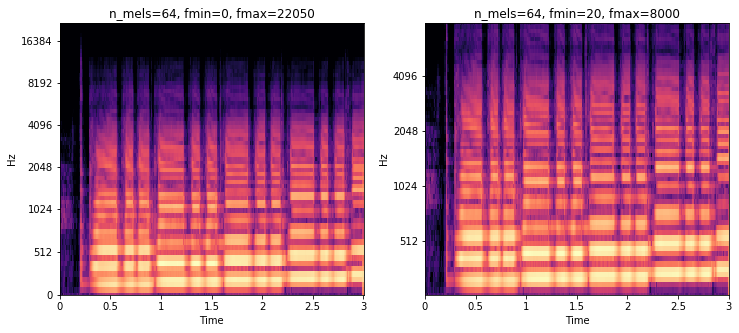 n_mels=64, fmin=0, fmax=22050
16384
8192
4096
2048
1024
512
0
Hz
0 0.5 1 1.5 2 2.5 3
Time
n_mels=64, fmin=20, fmax=8000
4096
2048
1024
512
Hz
0 0.5 1 1.5 2 2.5 3
Time